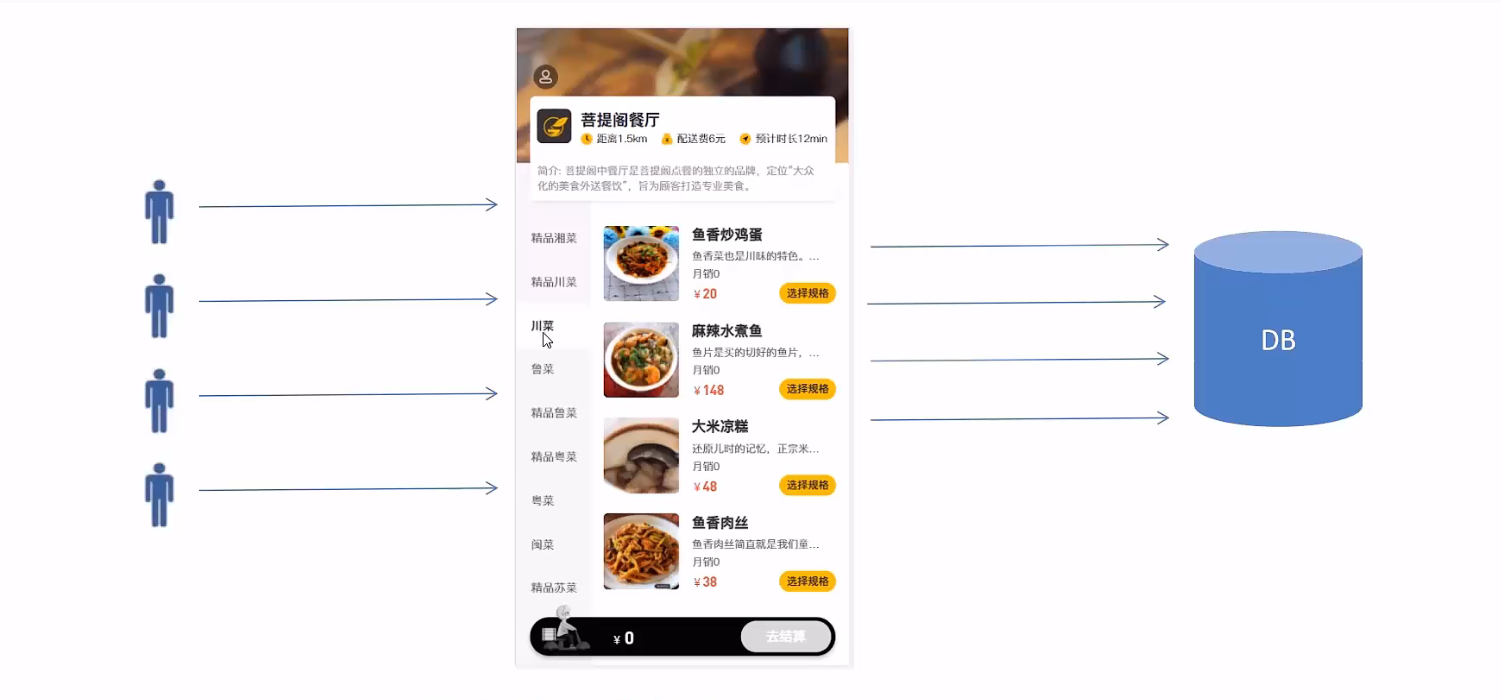 菩提阁餐厅
距离1.5km 配送费6元 预计时长12min
简介: 菩提阁中餐厅是菩提阁点餐的独立的品牌，定位“大众
化的美食外送餐饮”，旨为顾客打造专业美食。
精品湘菜
精品川菜
川菜
鲁菜
精品鲁菜
精品粤菜
粤菜
闽菜
精品苏菜
鱼香炒鸡蛋
鱼香菜也是川味的特色。...
月销0
¥20 选择规格
麻辣水煮鱼
鱼片是买的切好的鱼片，...
月销0
¥148 选择规格
大米凉糕
还原儿时的记忆，正宗米...
月销0
¥48 选择规格
鱼香肉丝
鱼香肉丝简直就是我们童...
月销0
¥38 选择规格
¥0 去结算
DB